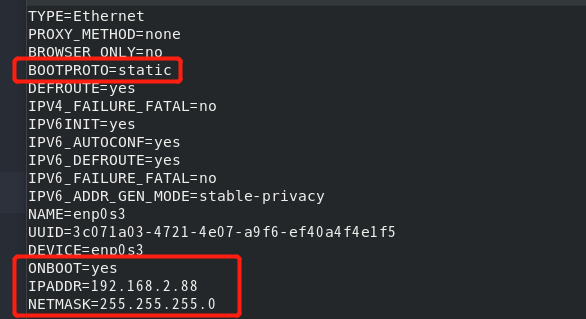 TYPE=Ethernet
PROXY_METHOD=none
BROWSER_ONLY=no
BOOTPROTO=static
DEFROUTE=yes
IPV4_FAILURE_FATAL=no
IPV6INIT=yes
IPV6_AUTOCONF=yes
IPV6_DEFROUTE=yes
IPV6_FAILURE_FATAL=no
IPV6_ADDR_GEN_MODE=stable-privacy
NAME=enp0s3
UUID=3c071a03-4721-4e07-a9f6-ef40a4f4e1f5
DEVICE=enp0s3
ONBOOT=yes
IPADDR=192.168.2.88
NETMASK=255.255.255.0